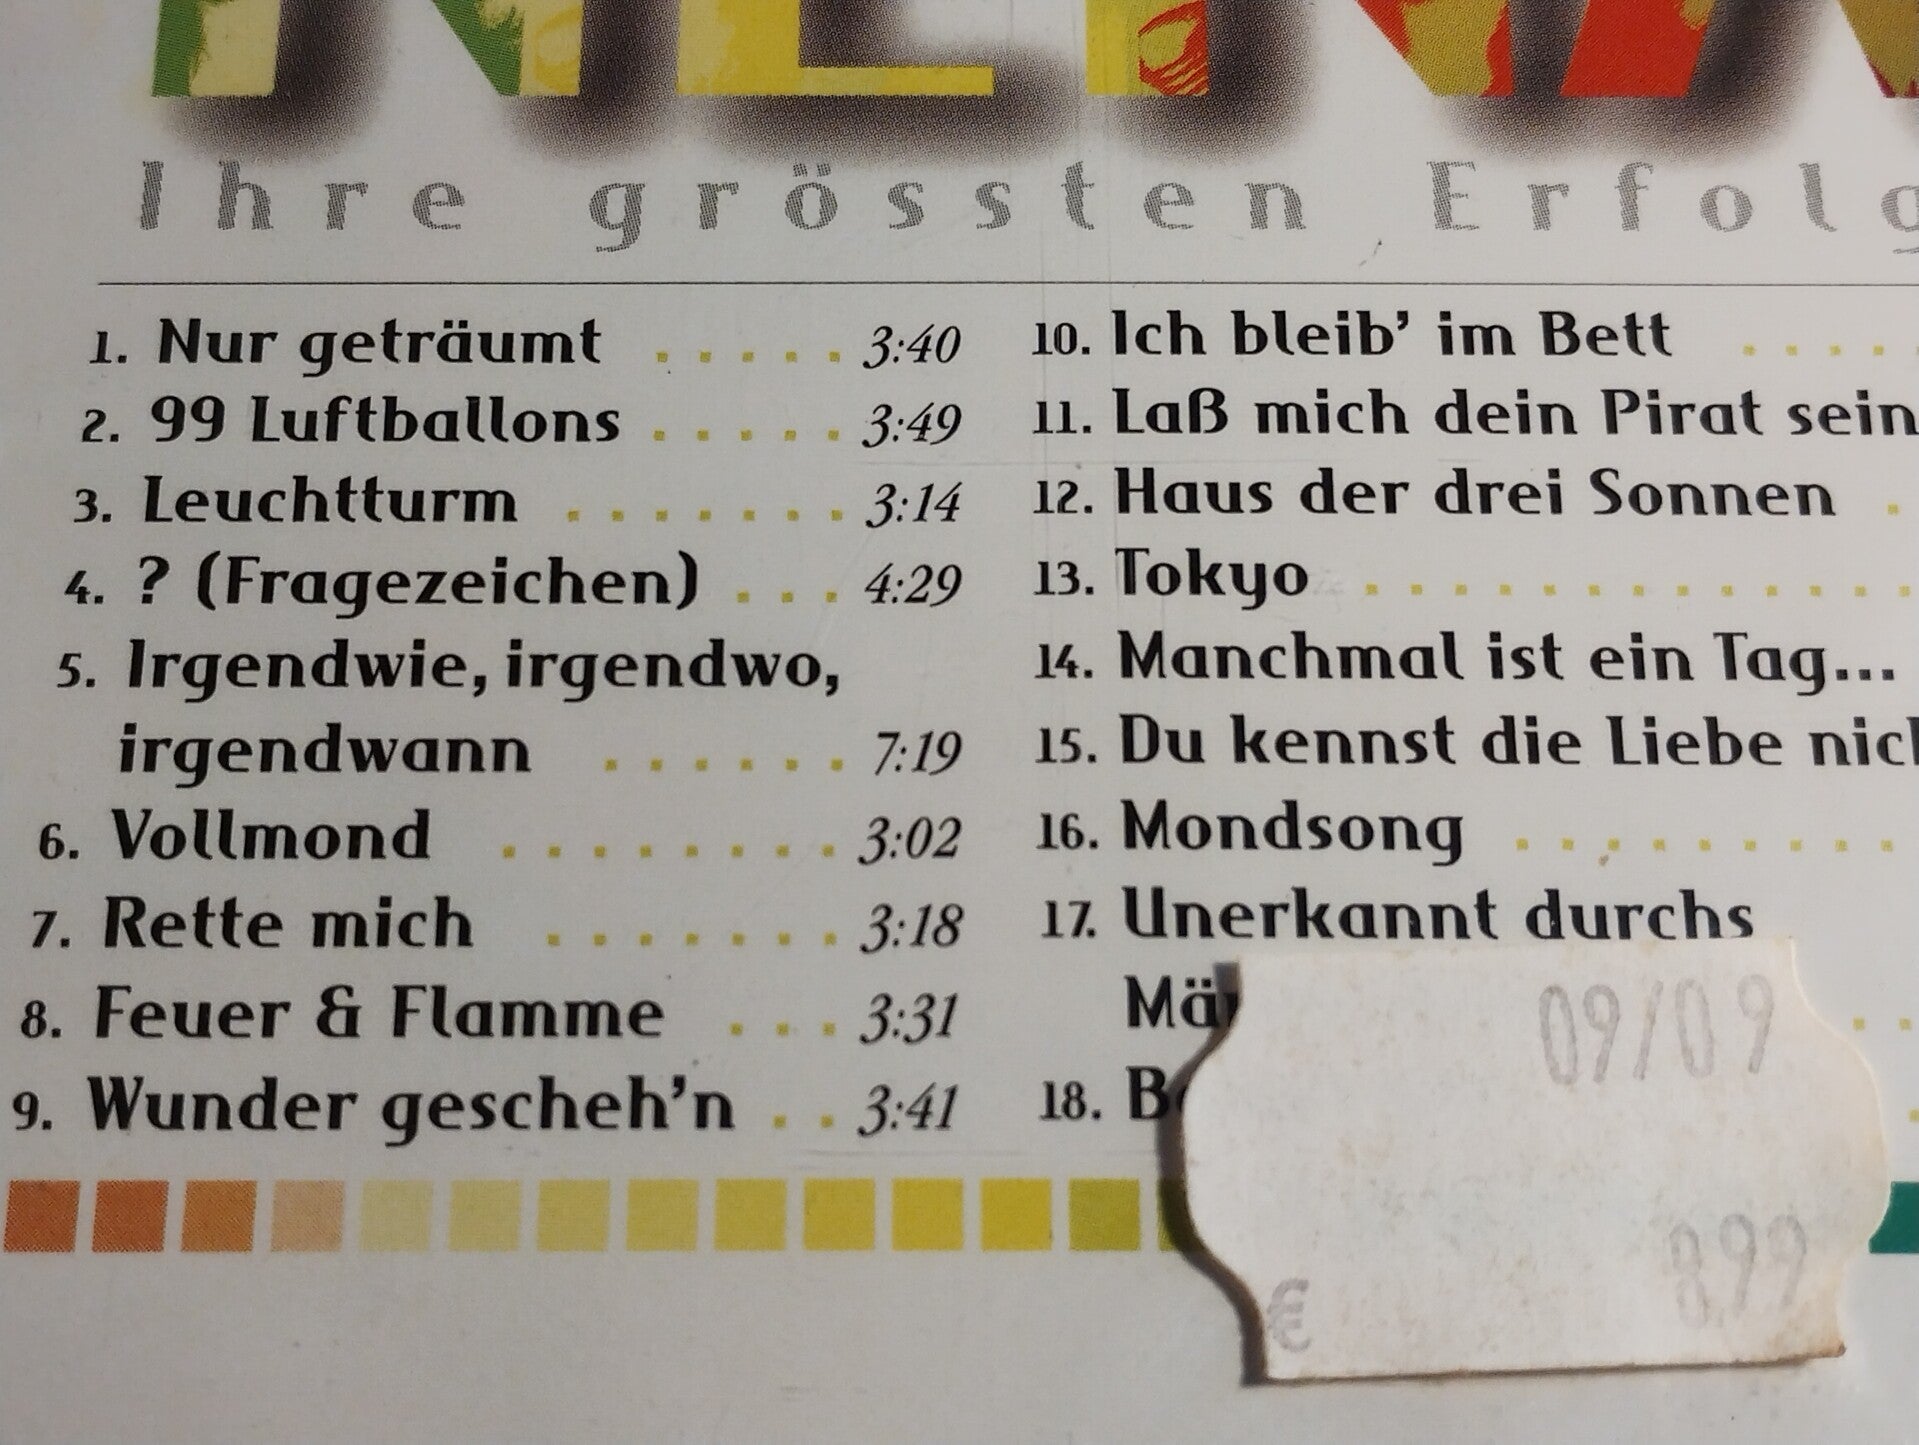 NENA
Ihre grössten Erfolg
1. Nur geträumt ..... 3:40
2. 99 Luftballons ..... 3:49
3. Leuchtturm ....... 3:14
4. ? (Fragezeichen) ... 4:29
5. Irgendwie, irgendwo,
irgendwann ...... 7:19
6. Vollmond ........ 3:02
7. Rette mich ....... 3:18
8. Feuer & Flamme ... 3:31
9. Wunder gescheh'n .. 3:41
10. Ich bleib' im Bett ....
11. Laß mich dein Pirat sein
12. Haus der drei Sonnen .
13. Tokyo .............
14. Manchmal ist ein Tag...
15. Du kennst die Liebe nich
16. Mondsong .........
17. Unerkannt durchs
Mä
18. B
09/09
€ 899